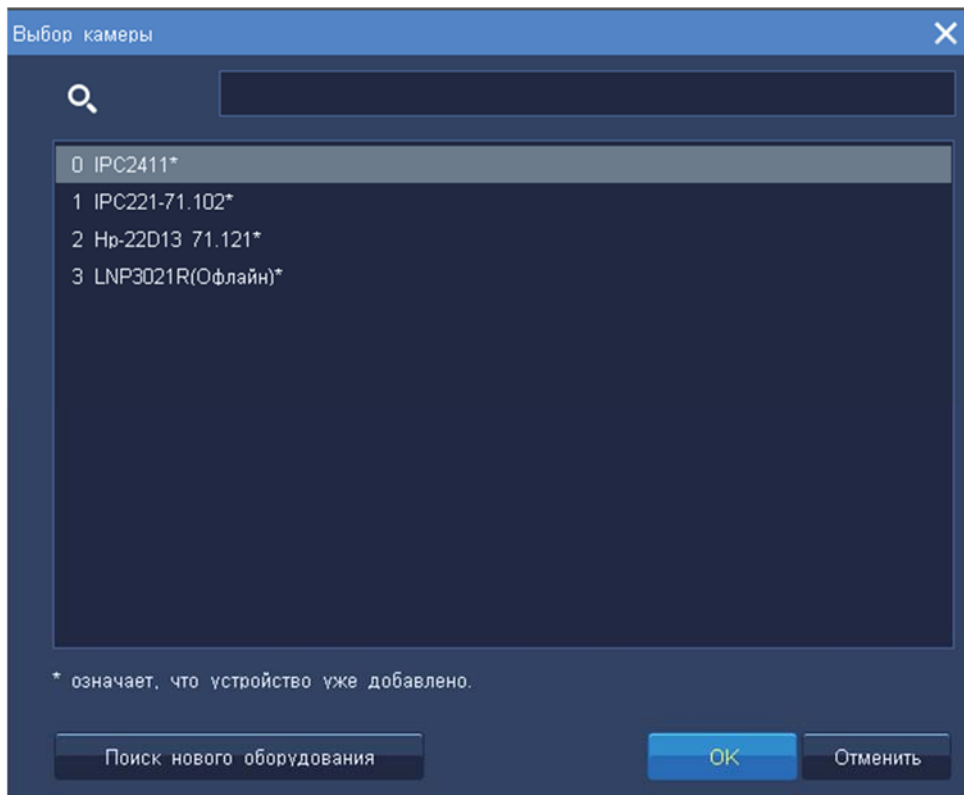 Выбор камеры
0 IPC2411*
1 IPC221-71.102*
2 Hp-22D13 71.121*
3 LNP3021R(Офлайн)*
* означает, что устройство уже добавлено.
Поиск нового оборудования
OK
Отменить